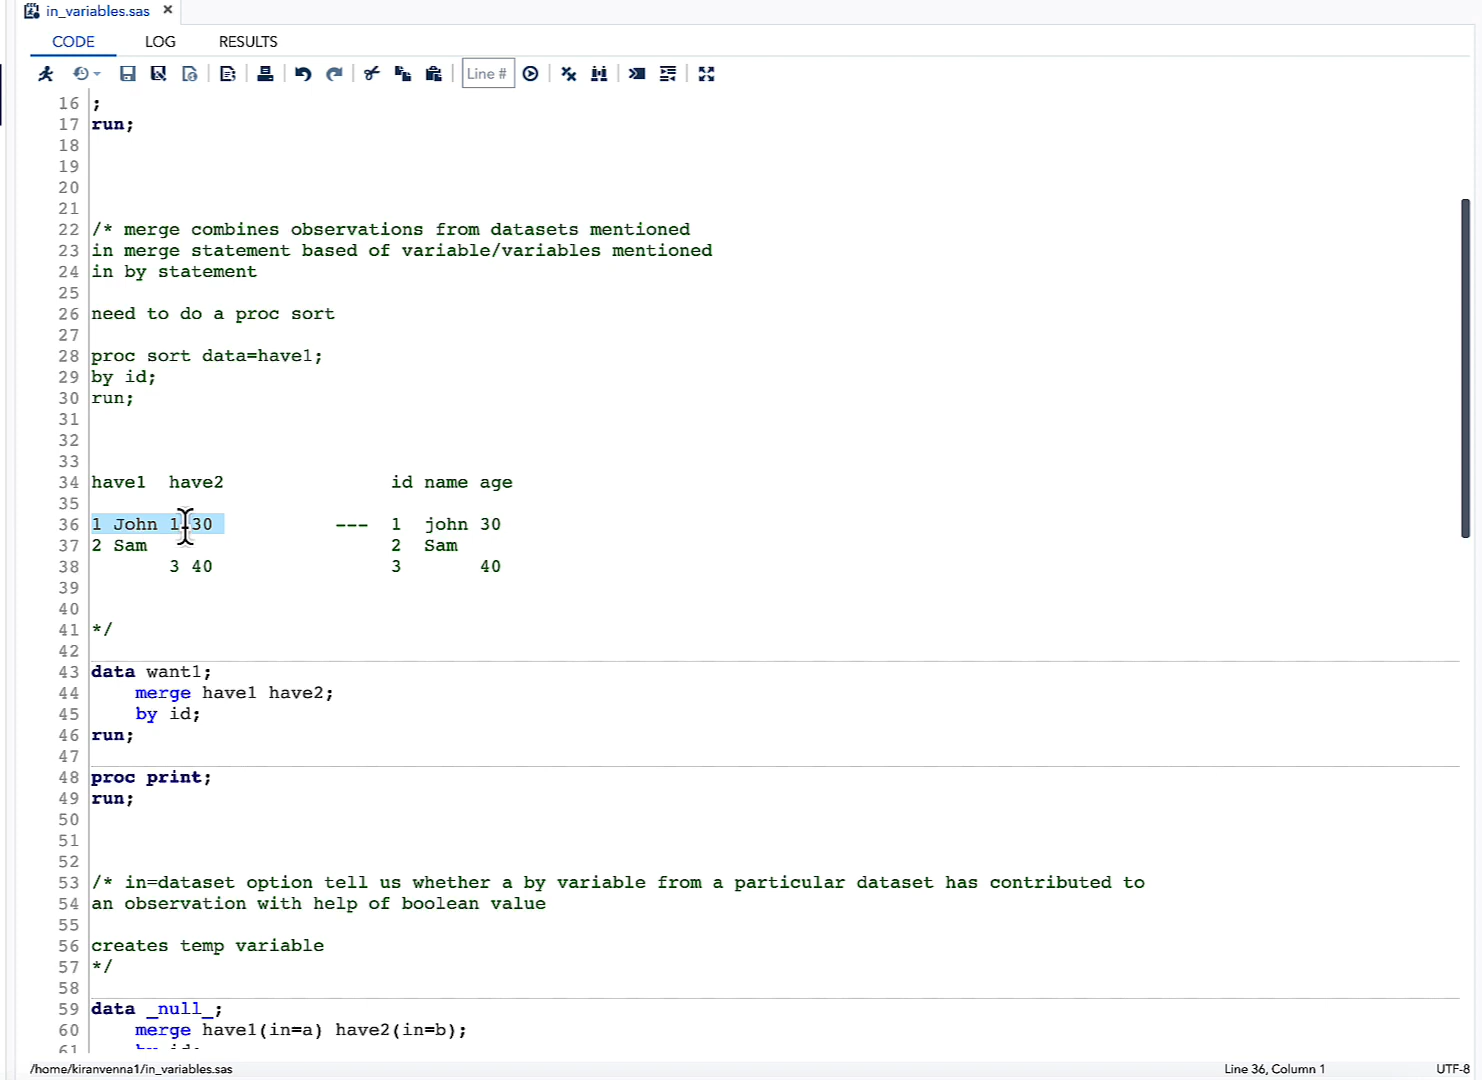 in_variables.sas ×
CODE LOG RESULTS
Line #
16 ;
17 run;
18
19
20
21
22 /* merge combines observations from datasets mentioned
23 in merge statement based of variable/variables mentioned
24 in by statement
25
26 need to do a proc sort
27
28 proc sort data=have1;
29 by id;
30 run;
31
32
33
34 have1  have2               id name age
35
36 1 John 1 30           ---  1  john 30
37 2 Sam                      2  Sam
38        3 40                3       40
39
40
41 */
42
43 data want1;
44     merge have1 have2;
45     by id;
46 run;
47
48 proc print;
49 run;
50
51
52
53 /* in=dataset option tell us whether a by variable from a particular dataset has contributed to
54 an observation with help of boolean value
55
56 creates temp variable
57 */
58
59 data _null_;
60     merge have1(in=a) have2(in=b);
61     by id;
/home/kiranvenna1/in_variables.sas Line 36, Column 1 UTF-8